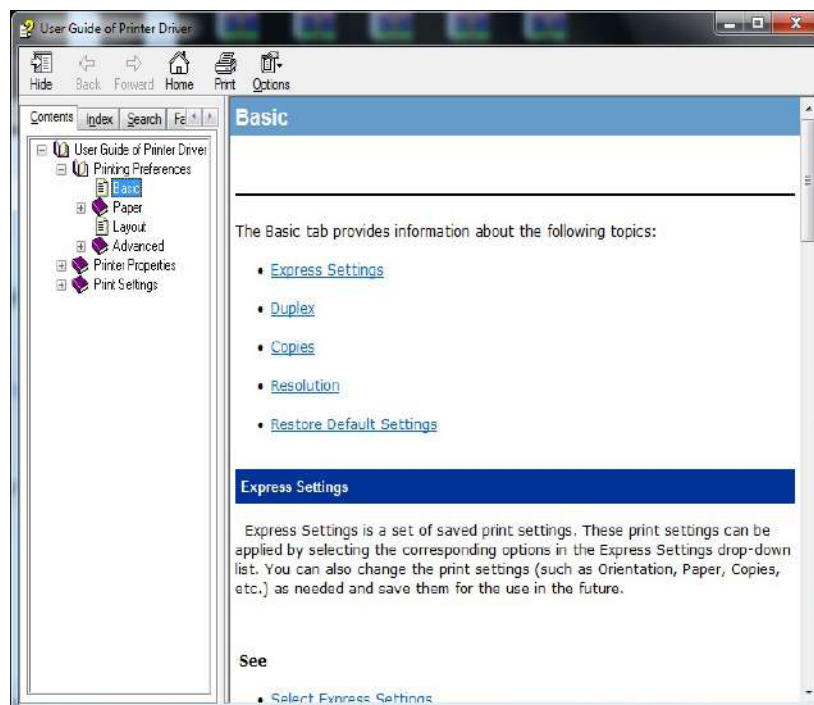 User Guide of Printer Driver
Hide Back Forward Home Print Options
Contents Index Search Fa
User Guide of Printer Driver
Printing Preferences
Basic
Paper
Layout
Advanced
Printer Properties
Print Settings
Basic
The Basic tab provides information about the following topics:
• Express Settings
• Duplex
• Copies
• Resolution
• Restore Default Settings
Express Settings
Express Settings is a set of saved print settings. These print settings can be
applied by selecting the corresponding options in the Express Settings drop-down
list. You can also change the print settings (such as Orientation, Paper, Copies,
etc.) as needed and save them for the use in the future.
See
• Select Express Settings